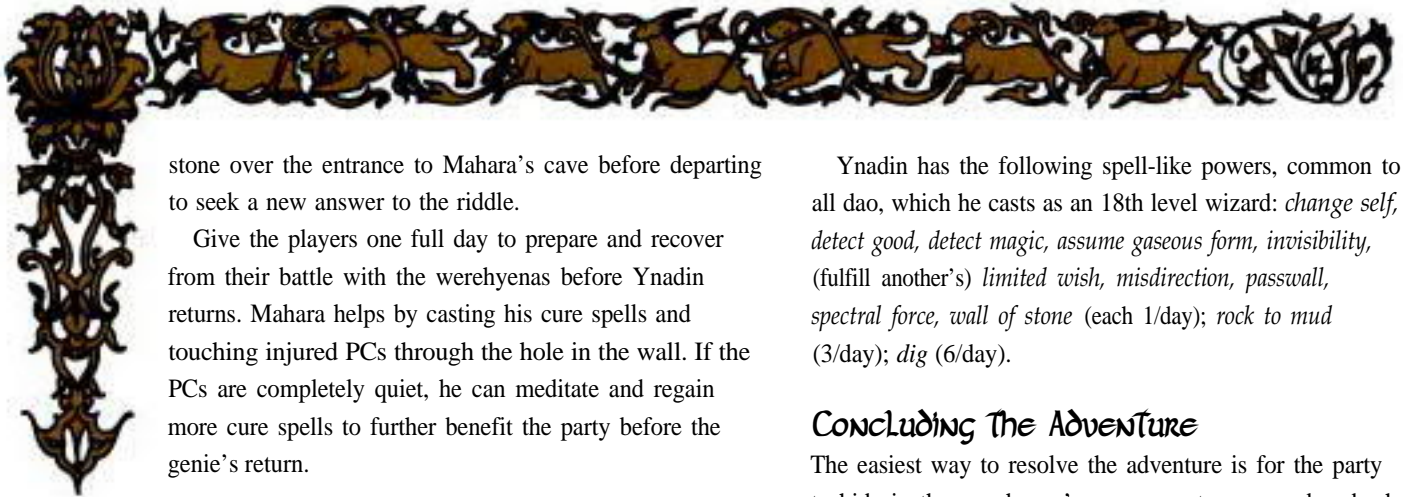 stone over the entrance to Mahara's cave before departing
to seek a new answer to the riddle.
Give the players one full day to prepare and recover
from their battle with the werehyenas before Ynadin
returns. Mahara helps by casting his cure spells and
touching injured PCs through the hole in the wall. If the
PCs are completely quiet, he can meditate and regain
more cure spells to further benefit the party before the
genie's return.
Ynadin has the following spell-like powers, common to
all dao, which he casts as an 18th level wizard: change self,
detect good, detect magic, assume gaseous form, invisibility,
(fulfill another's) limited wish, misdirection, passwall,
spectral force, wall of stone (each 1/day); rock to mud
(3/day); dig (6/day).
Concluding The Adventure
The easiest way to resolve the adventure is for the party